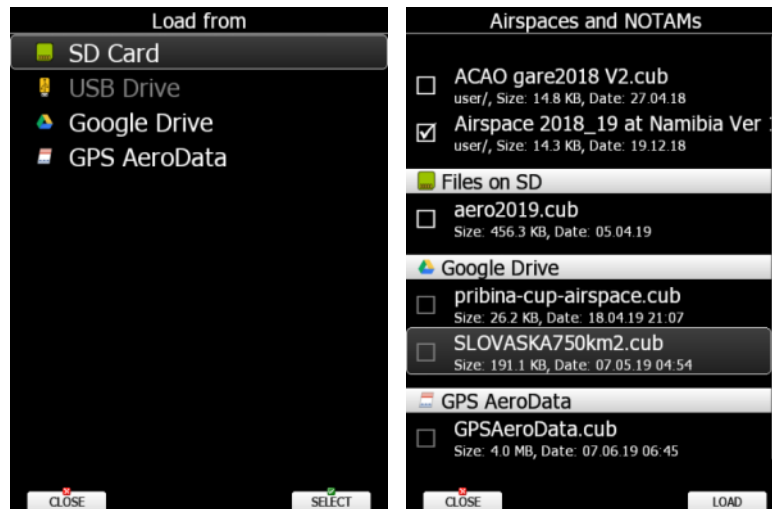 Load from
SD Card
USB Drive
Google Drive
GPS AeroData
CLOSE
SELECT
Airspaces and NOTAMs
ACAO gare2018 V2.cub
user/, Size: 14.8 KB, Date: 27.04.18
Airspace 2018_19 at Namibia Ver
user/, Size: 14.3 KB, Date: 19.12.18
Files on SD
aero2019.cub
Size: 456.3 KB, Date: 05.04.19
Google Drive
pribina-cup-airspace.cub
Size: 26.2 KB, Date: 18.04.19 21:07
SLOVASKA750km2.cub
Size: 191.1 KB, Date: 07.05.19 04:54
GPS AeroData
GPSAeroData.cub
Size: 4.0 MB, Date: 07.06.19 06:45
CLOSE
LOAD